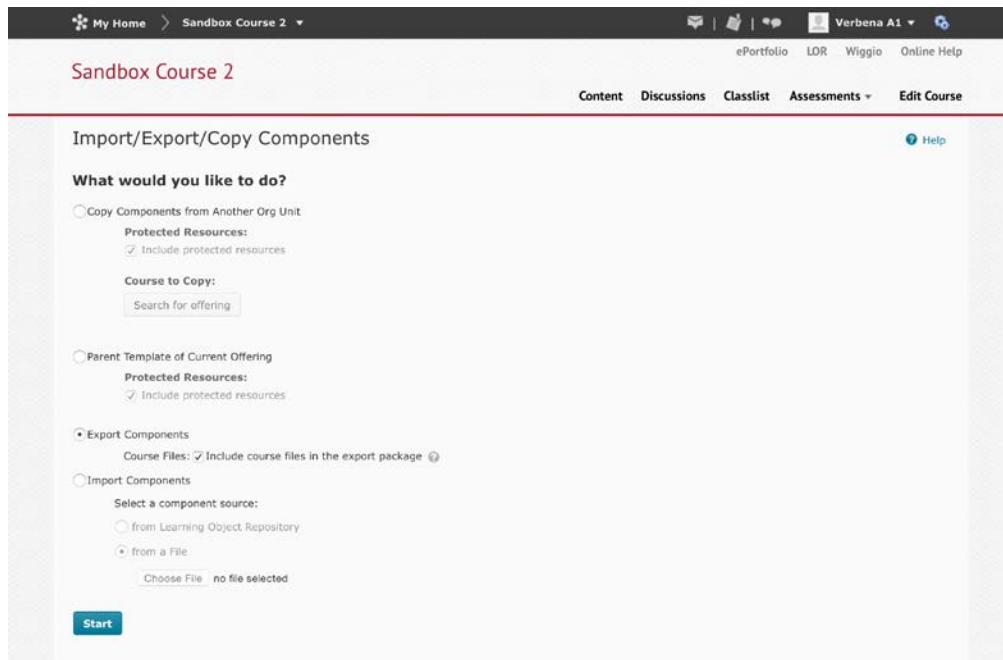 My Home Sandbox Course 2 Verbena A1
ePortfolio LOR Wiggio Online Help
Sandbox Course 2
Content Discussions Classlist Assessments Edit Course
Import/Export/Copy Components
Help
What would you like to do?
Copy Components from Another Org Unit
Protected Resources:
Include protected resources
Course to Copy:
Search for offering
Parent Template of Current Offering
Protected Resources:
Include protected resources
Export Components
Course Files: Include course files in the export package
Import Components
Select a component source:
from Learning Object Repository
from a File
Choose File no file selected
Start